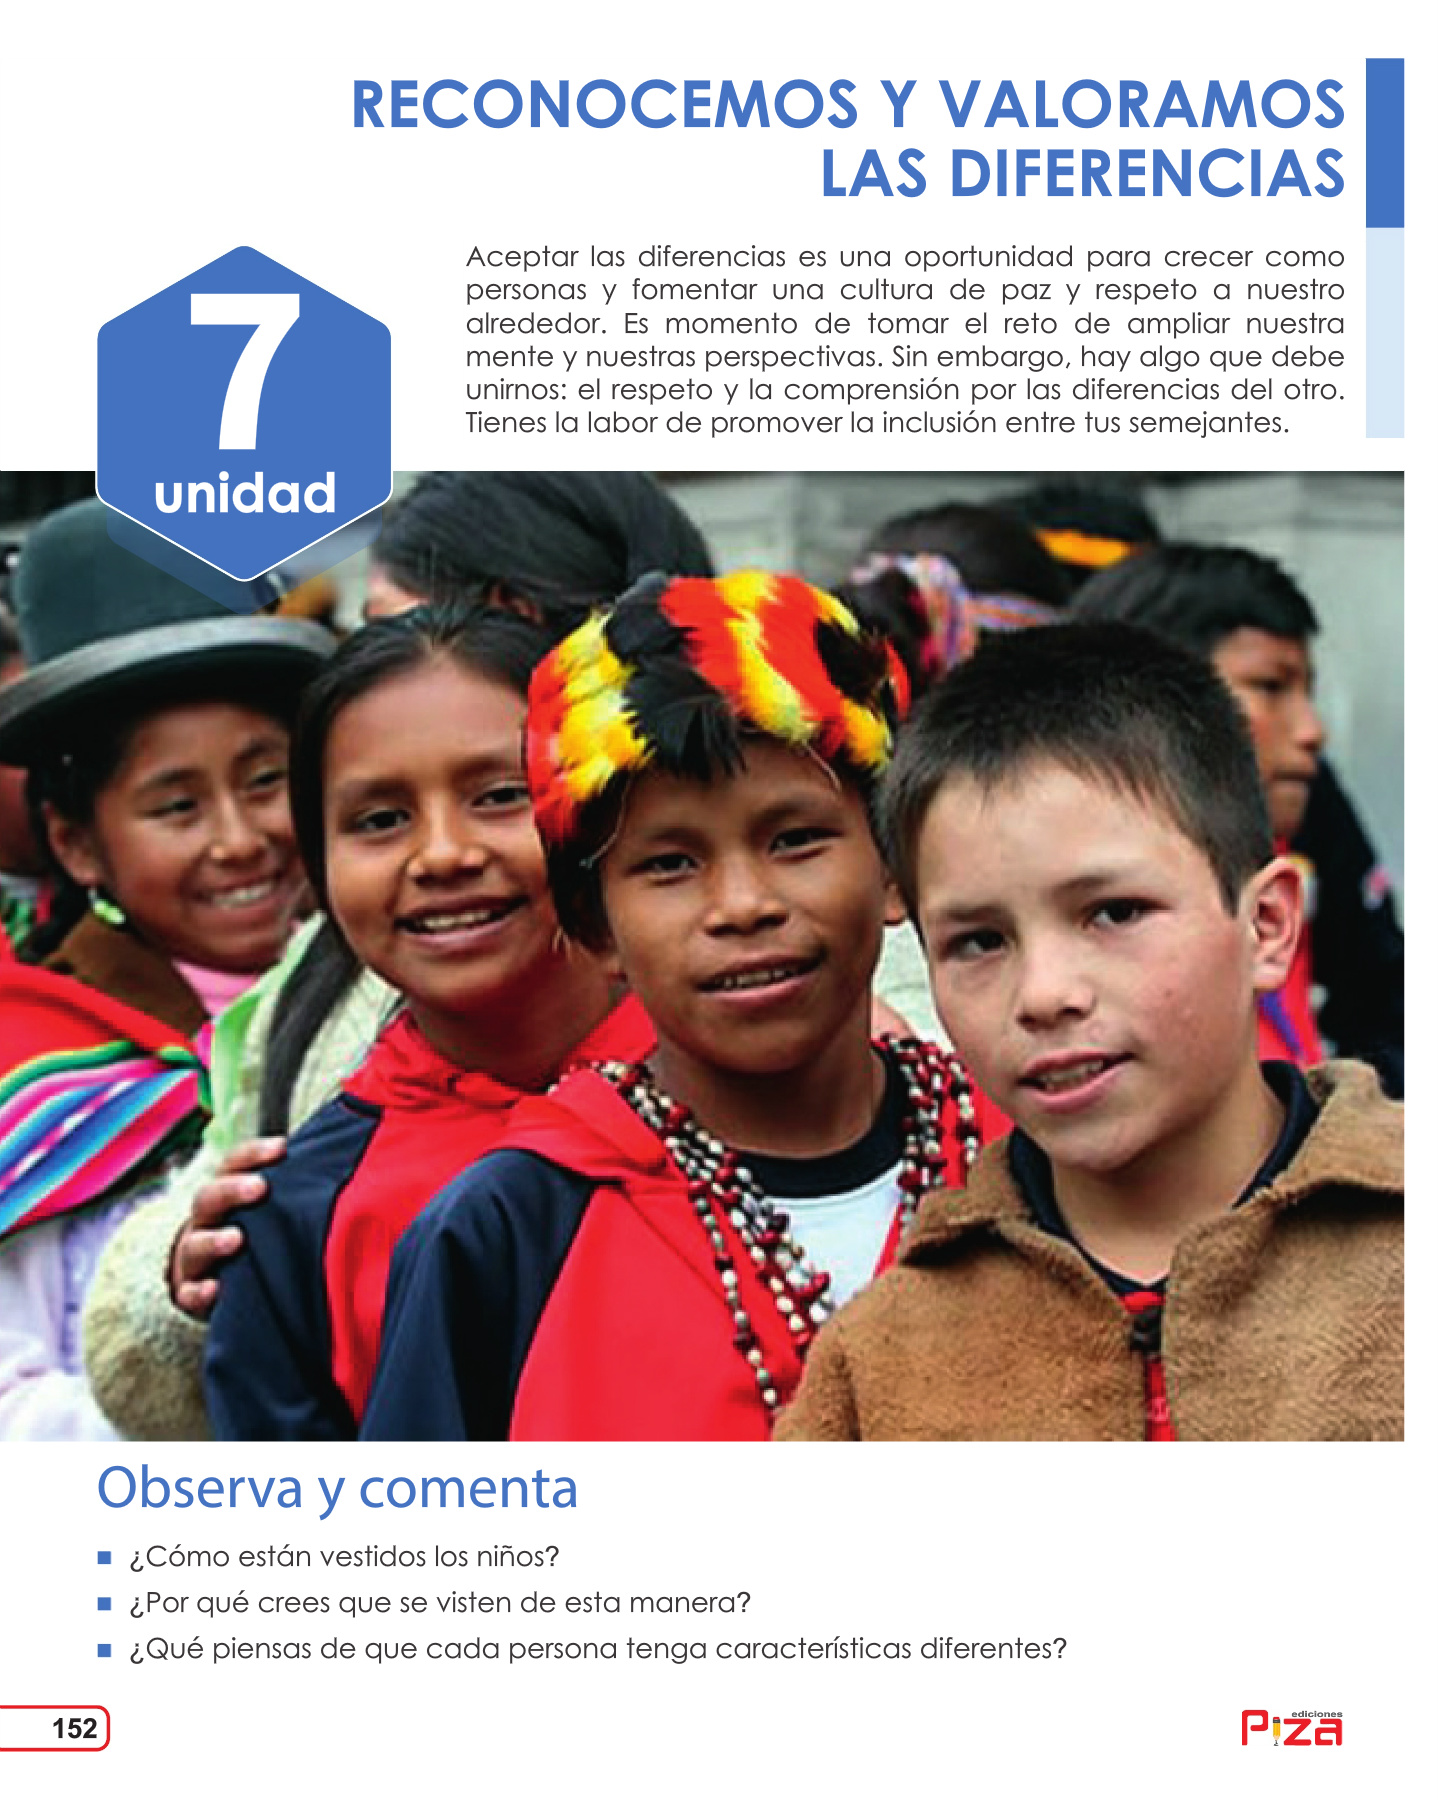 RECONOCEMOS Y VALORAMOS
LAS DIFERENCIAS
7
unidad
Aceptar las diferencias es una oportunidad para crecer como
personas y fomentar una cultura de paz y respeto a nuestro
alrededor. Es momento de tomar el reto de ampliar nuestra
mente y nuestras perspectivas. Sin embargo, hay algo que debe
unirnos: el respeto y la comprensión por las diferencias del otro.
Tienes la labor de promover la inclusión entre tus semejantes.
Observa y comenta
¿Cómo están vestidos los niños?
¿Por qué crees que se visten de esta manera?
¿Qué piensas de que cada persona tenga características diferentes?
152
ediciones
Piza